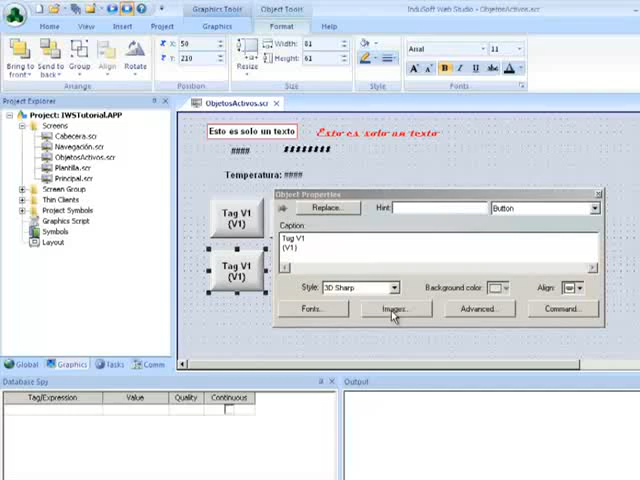 Graphics Tools
Object Tools
InduSoft Web Studio - ObjetosActivos.scr
Home
View
Insert
Project
Graphics
Format
Help
Bring to front
Send to back
Group
Align
Rotate
Arrange
X: 50
Y: 210
Position
Resize
Width: 81
Height: 61
Size
Arial
11
A A B I U abc A
Fonts
Project Explorer
Project: IWSTutorial.APP
Screens
Cabecera.scr
Navegación.scr
ObjetosActivos.scr
Plantilla.scr
Principal.scr
Screen Group
Thin Clients
Project Symbols
Graphics Script
Symbols
Layout
Global
Graphics
Tasks
Comm
ObjetosActivos.scr
Esto es solo un texto
Esto es solo un texto
####
########
Temperatura: ####
Tag V1
(V1)
Tag V1
(V1)
Object Properties
Replace...
Hint:
Button
Caption
Tag V1
(V1)
Style:
3D Sharp
Background color:
Align:
Fonts...
Images...
Advanced...
Command...
Database Spy
Tag/Expression
Value
Quality
Continuous
Output